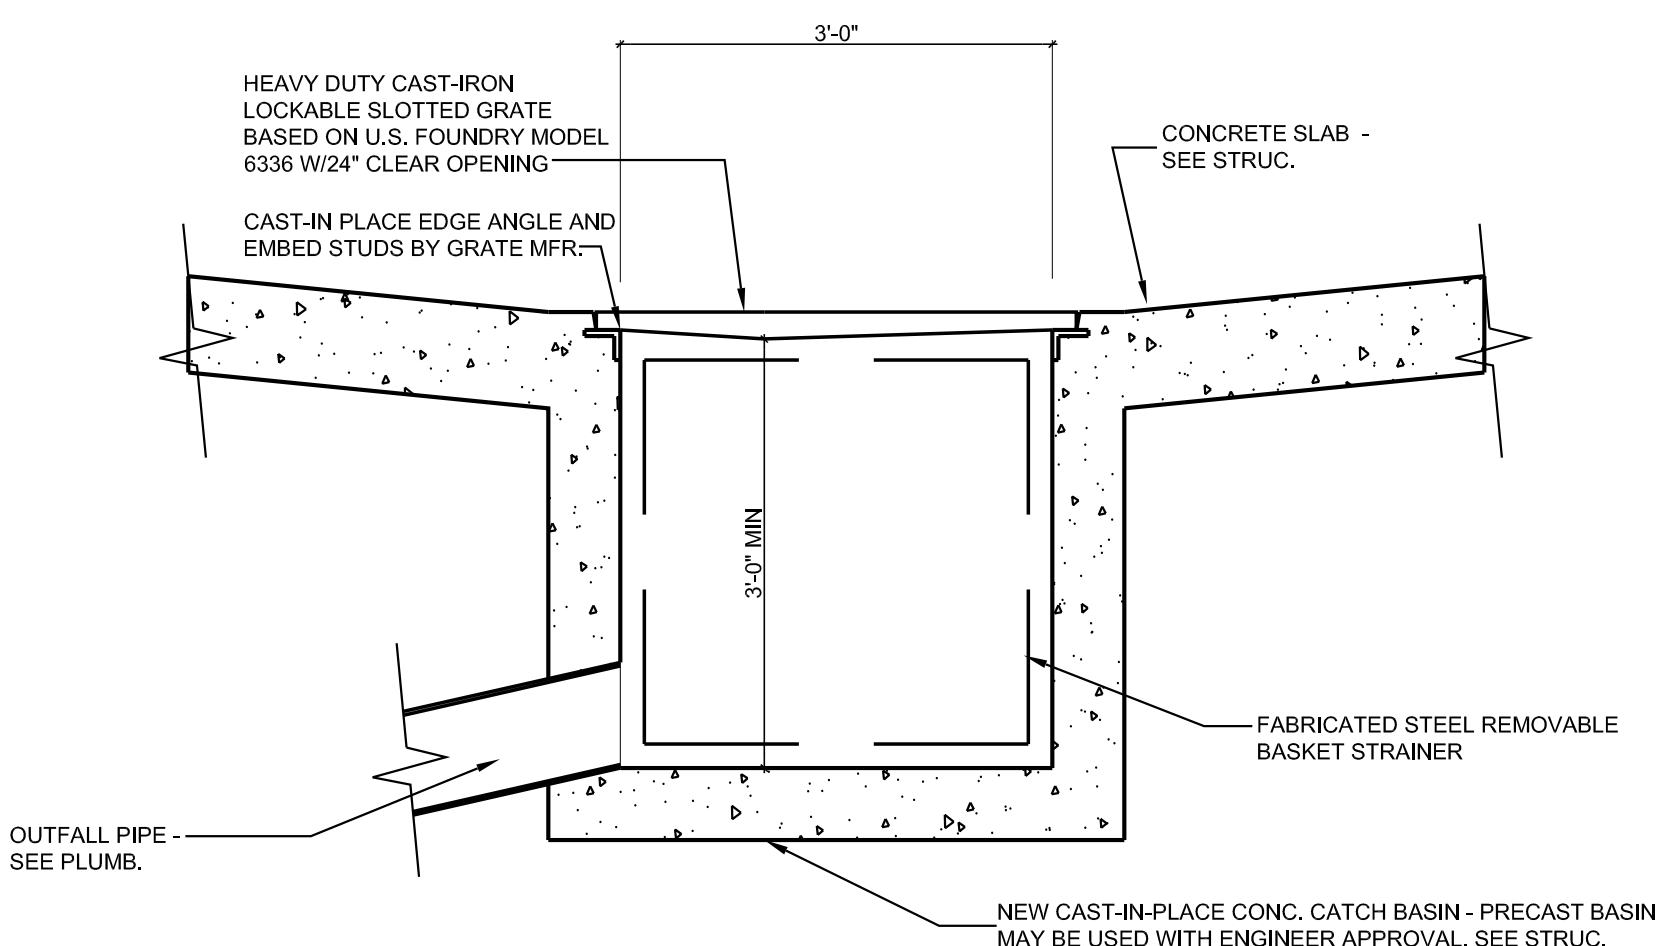 3'-0"
HEAVY DUTY CAST-IRON
LOCKABLE SLOTTED GRATE
BASED ON U.S. FOUNDRY MODEL
6336 W/24" CLEAR OPENING
CONCRETE SLAB -
SEE STRUC.
CAST-IN PLACE EDGE ANGLE AND
EMBED STUDS BY GRATE MFR.
3'-0" MIN
FABRICATED STEEL REMOVABLE
BASKET STRAINER
OUTFALL PIPE -
SEE PLUMB.
NEW CAST-IN-PLACE CONC. CATCH BASIN - PRECAST BASIN
MAY BE USED WITH ENGINEER APPROVAL. SEE STRUC.